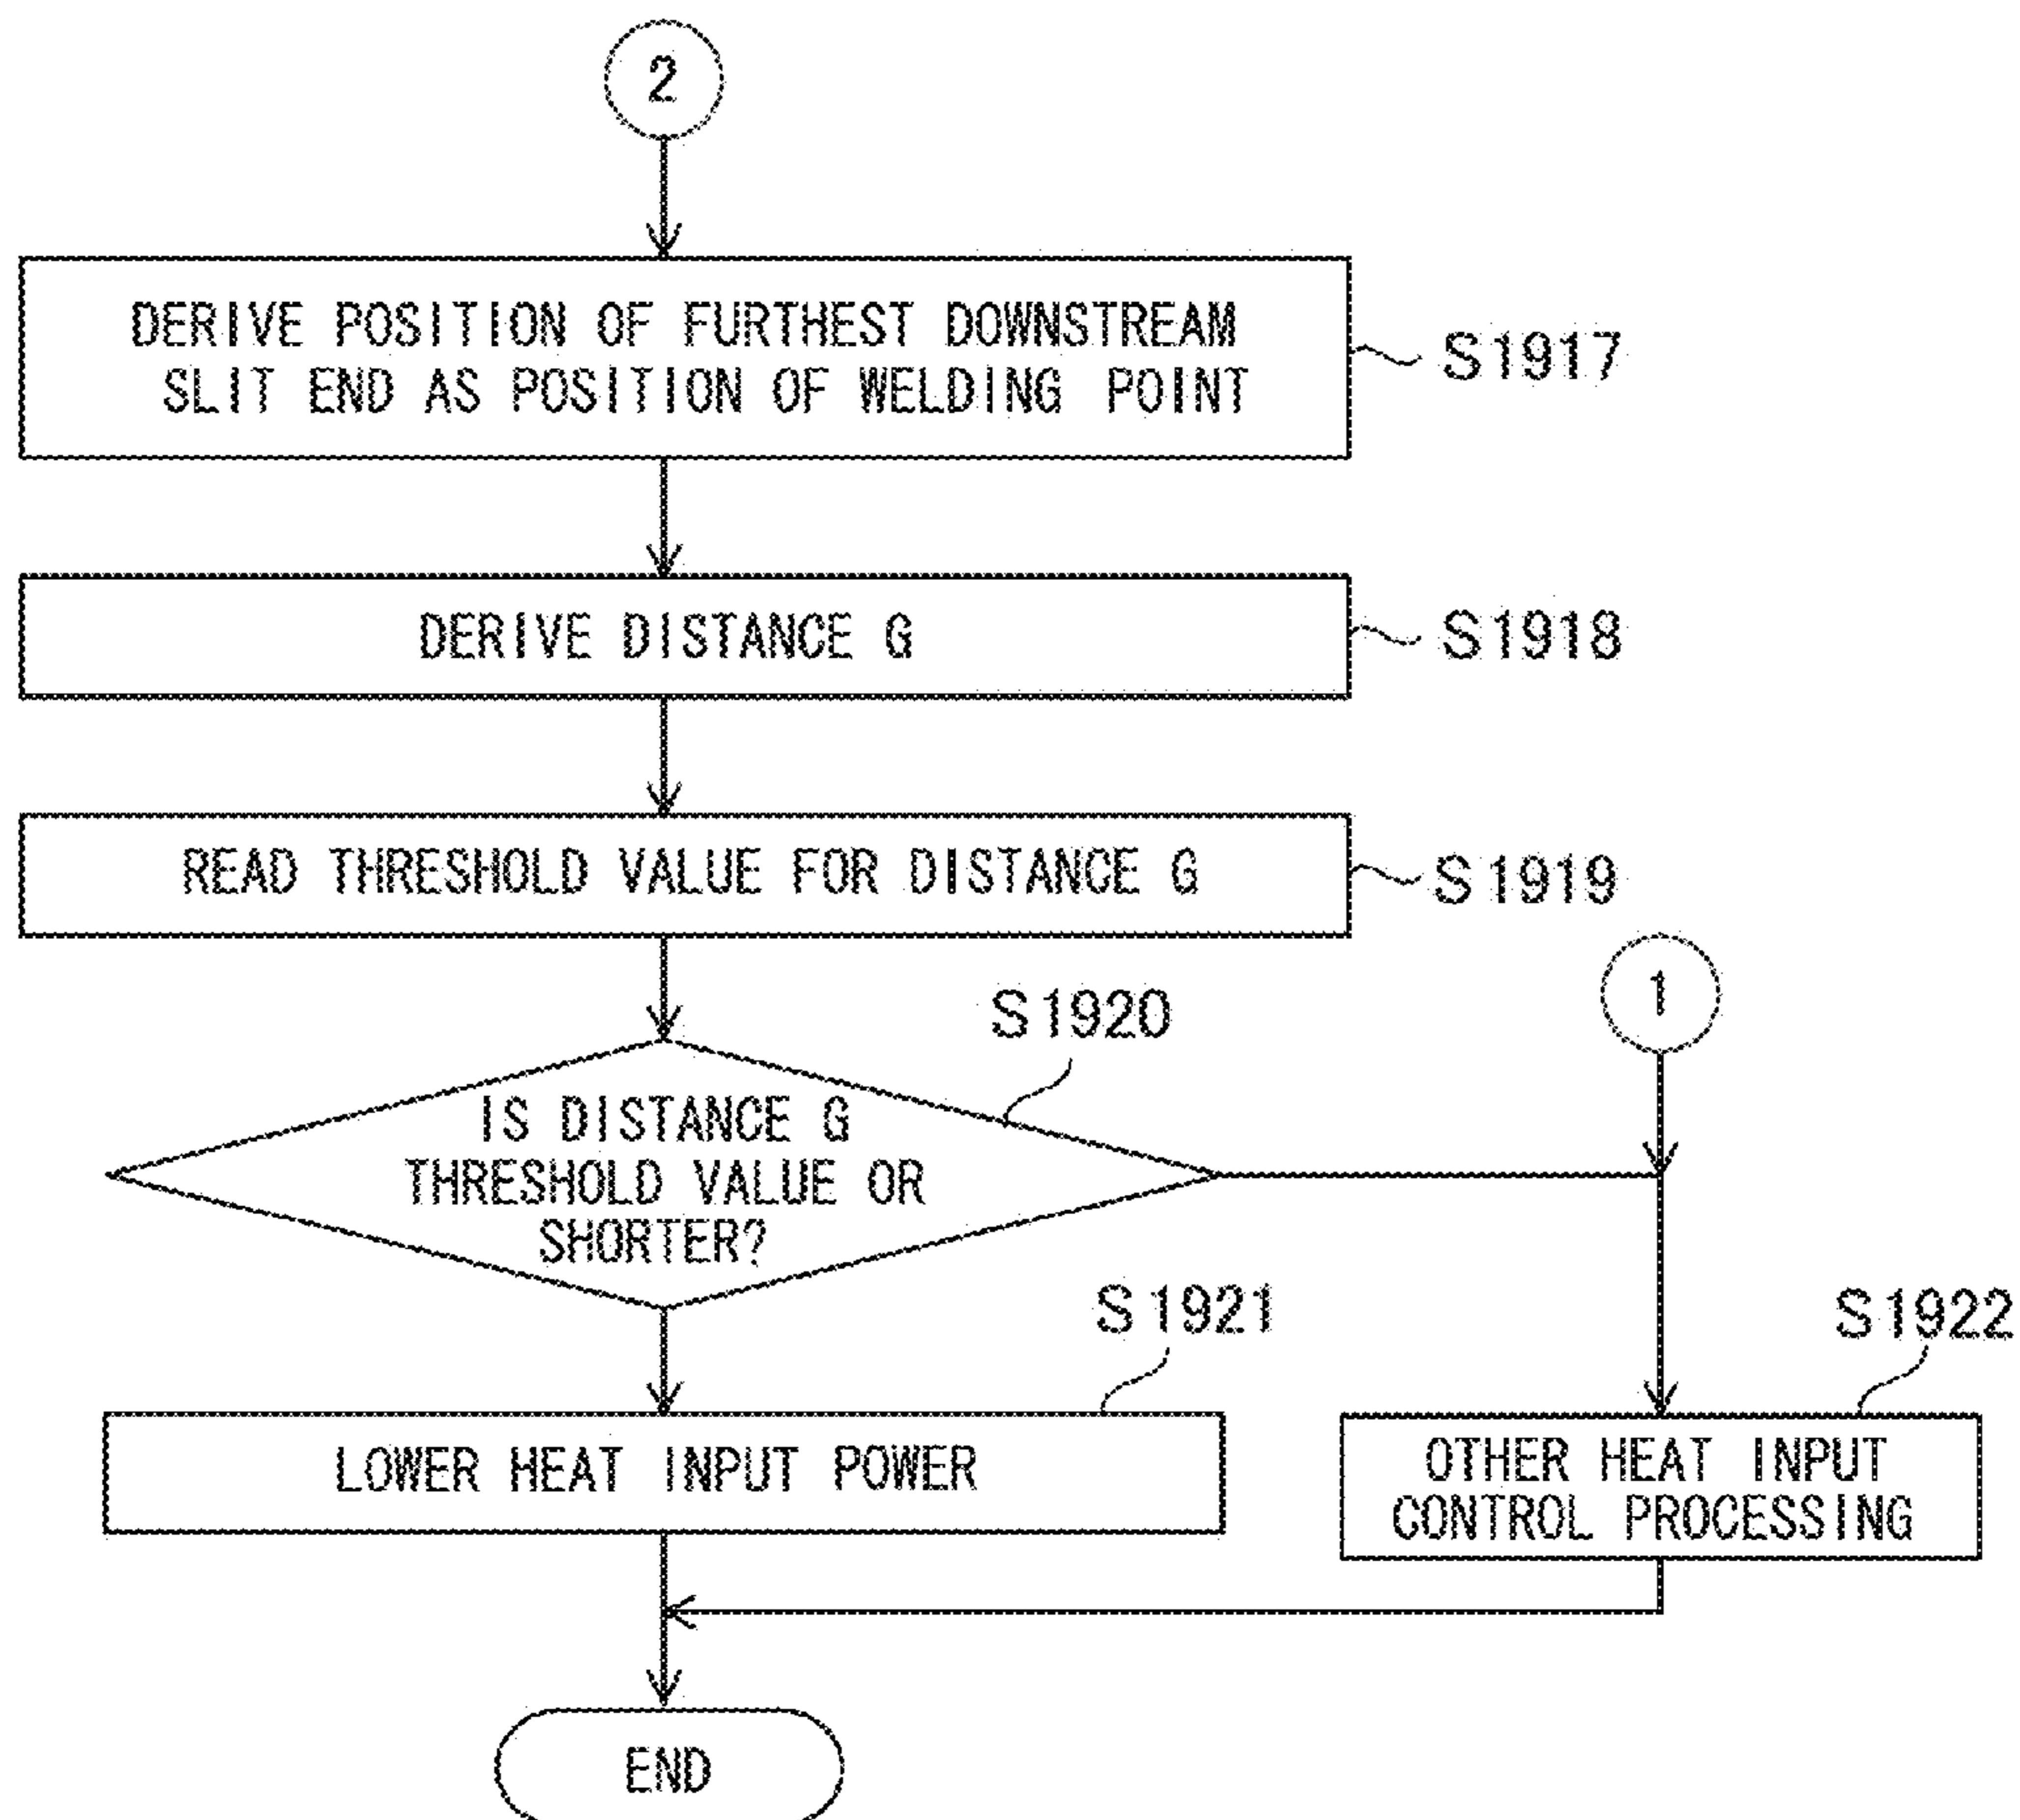 2
DERIVE POSITION OF FURTHEST DOWNSTREAM
SLIT END AS POSITION OF WELDING POINT
S1917
DERIVE DISTANCE G
S1918
READ THRESHOLD VALUE FOR DISTANCE G
S1919
1
S1920
IS DISTANCE G
THRESHOLD VALUE OR
SHORTER?
S1921
LOWER HEAT INPUT POWER
S1922
OTHER HEAT INPUT
CONTROL PROCESSING
END